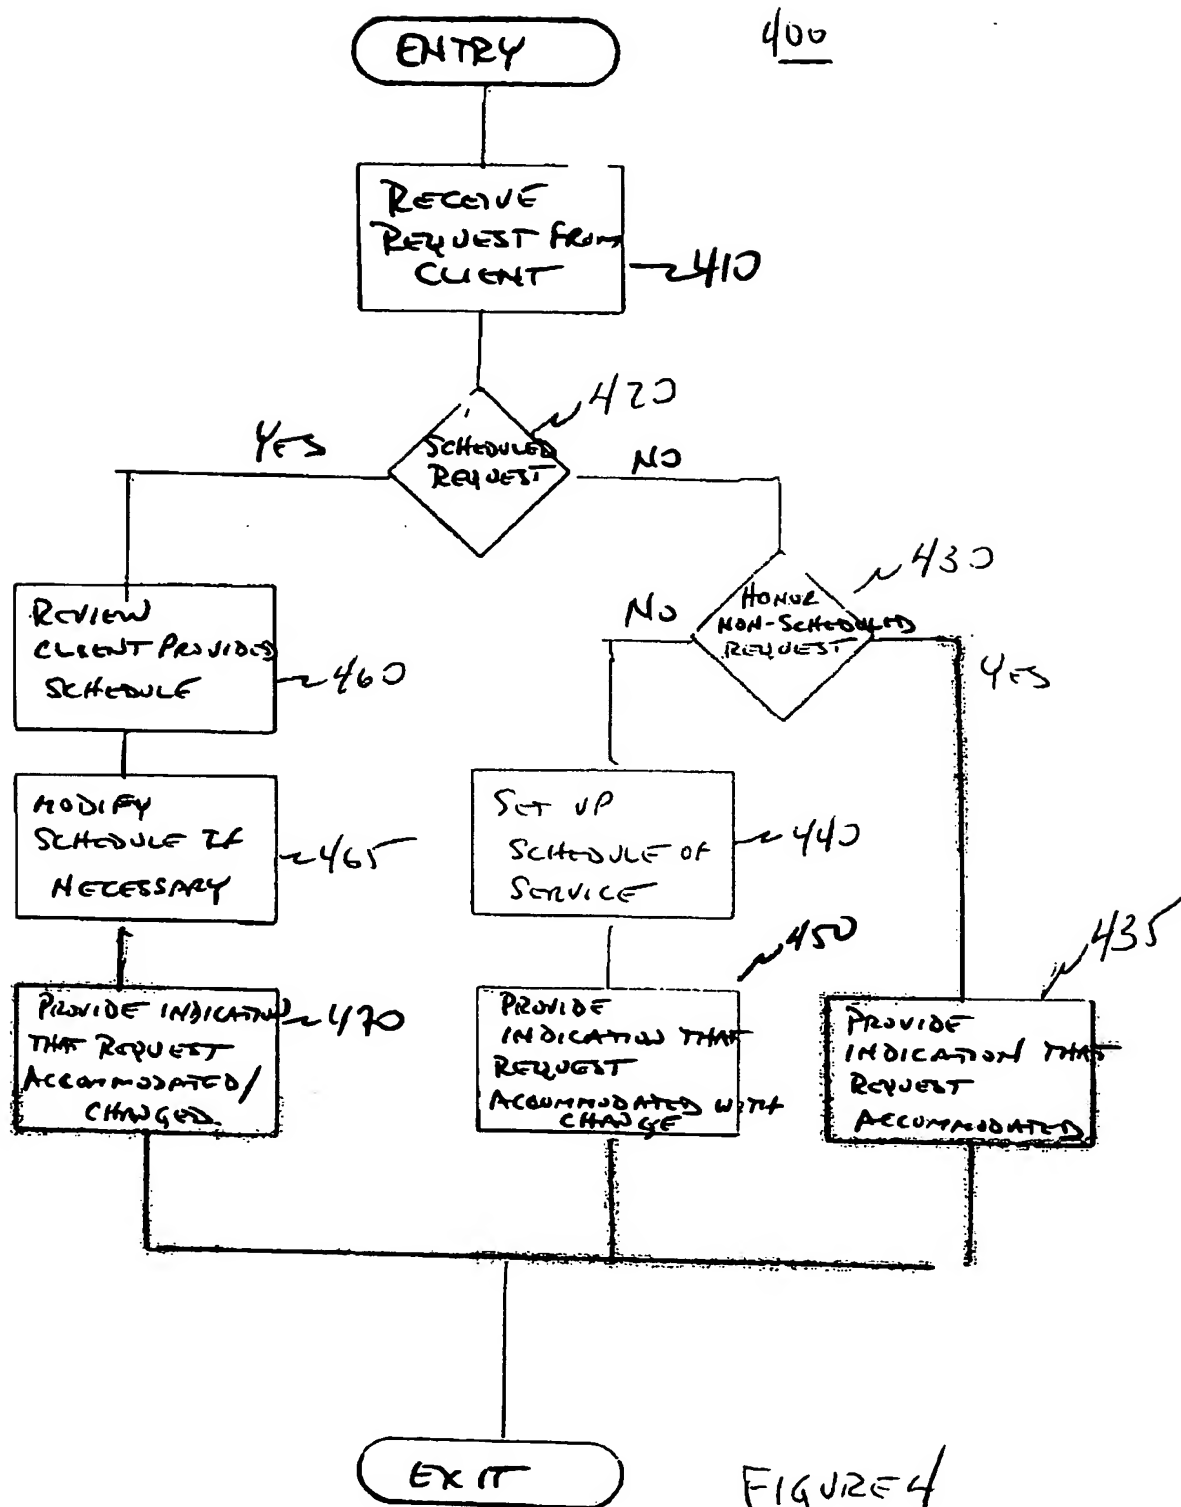 ENTRY
400
RECEIVE
REQUEST FROM
CLIENT
410
420
YES
SCHEDULED
REQUEST
NO
430
NO
HONOR
NON-SCHEDULED
REQUEST
YES
REVIEW
CLIENT PROVIDED
SCHEDULE
460
MODIFY
SCHEDULE IF
NECESSARY
465
SET UP
SCHEDULE OF
SERVICE
440
450
435
PROVIDE INDICATION
THAT REQUEST
ACCOMMODATED/
CHANGED.
470
PROVIDE
INDICATION THAT
REQUEST
ACCOMMODATED WITH
CHANGE
PROVIDE
INDICATION THAT
REQUEST
ACCOMMODATED
EXIT
FIGURE 4